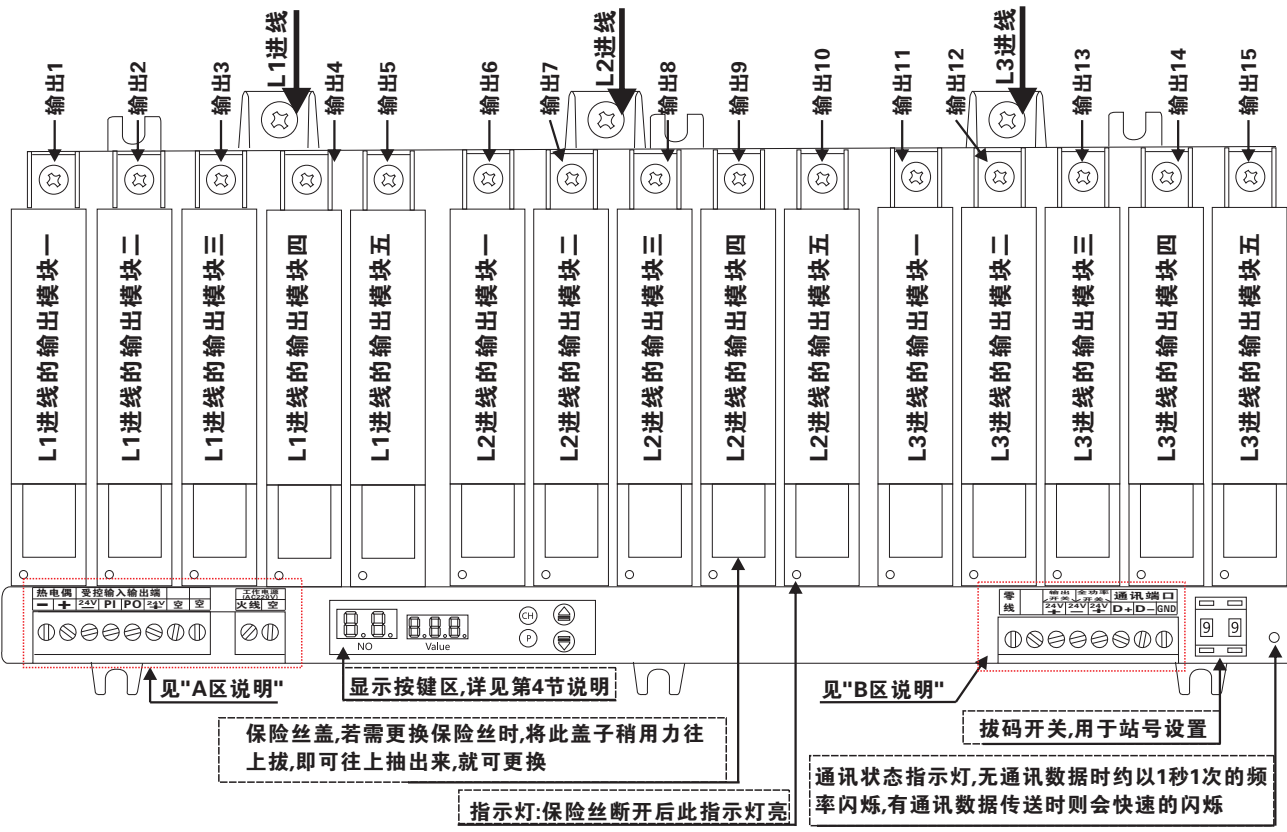 输出1
输出2
输出3
L1进线
输出4
输出5
输出6
输出7
L2进线
输出8
输出9
输出10
输出11
输出12
L3进线
输出13
输出14
输出15
L1进线的输出模块一
L1进线的输出模块二
L1进线的输出模块三
L1进线的输出模块四
L1进线的输出模块五
L2进线的输出模块一
L2进线的输出模块二
L2进线的输出模块三
L2进线的输出模块四
L2进线的输出模块五
L3进线的输出模块一
L3进线的输出模块二
L3进线的输出模块三
L3进线的输出模块四
L3进线的输出模块五
热电偶 受控输入输出端
− + 24V− PI PO 24V+ 空 空
工作电源
(AC220V)
火线 空
8.8.
NO
8.8.8.
Value
CH
P
零线
输出开关 全功率开关 通讯端口
24V+ 24V− 24V+ D+ D− GND
9 9
见"A区说明"
显示按键区,详见第4节说明
见"B区说明"
拔码开关,用于站号设置
保险丝盖,若需更换保险丝时,将此盖子稍用力往
上拔,即可往上抽出来,就可更换
指示灯:保险丝断开后此指示灯亮
通讯状态指示灯,无通讯数据时约以1秒1次的频
率闪烁,有通讯数据传送时则会快速的闪烁